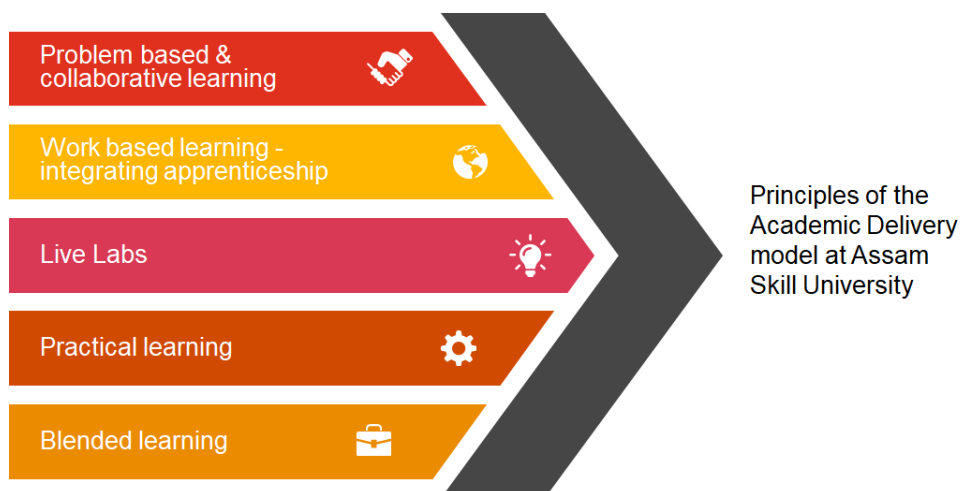 Problem based &
collaborative learning
Work based learning -
integrating apprenticeship
Live Labs
Practical learning
Blended learning
Principles of the
Academic Delivery
model at Assam
Skill University